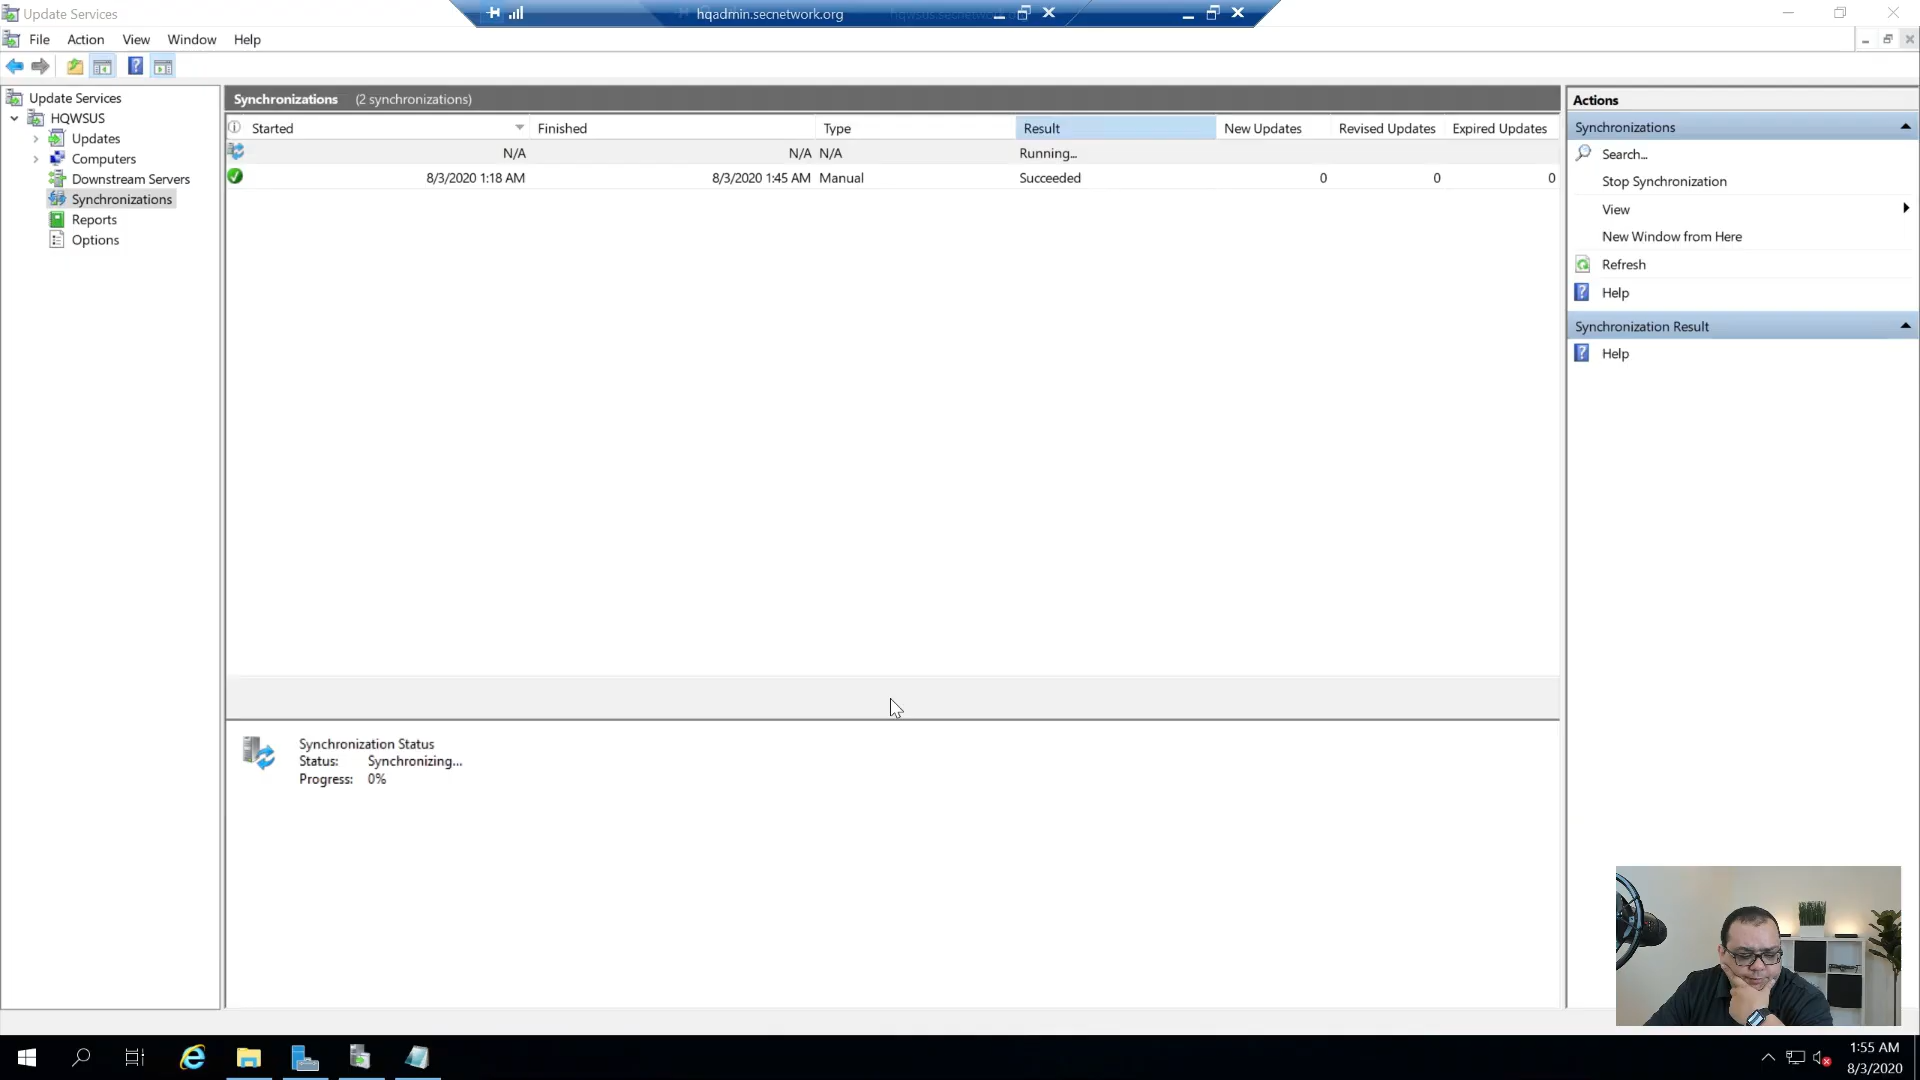 Update Services
hqadmin.secnetwork.org
File Action View Window Help
Update Services
HQWSUS
Updates
Computers
Downstream Servers
Synchronizations
Reports
Options
Synchronizations (2 synchronizations)
Started Finished Type Result New Updates Revised Updates Expired Updates
N/A N/A N/A Running...
8/3/2020 1:18 AM 8/3/2020 1:45 AM Manual Succeeded 0 0 0
Synchronization Status
Status: Synchronizing...
Progress: 0%
Actions
Synchronizations
Search...
Stop Synchronization
View
New Window from Here
Refresh
Help
Synchronization Result
Help
1:55 AM
8/3/2020